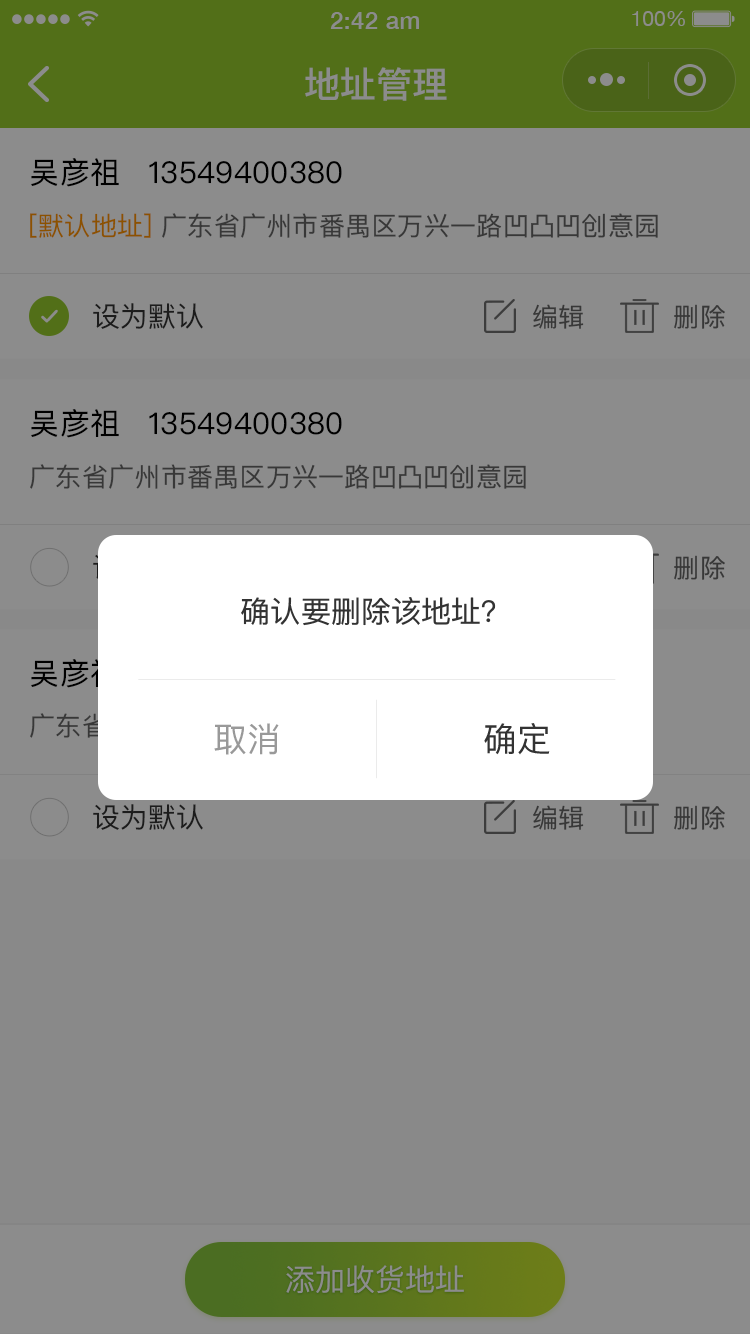 2:42 am 100%
地址管理
吴彦祖 13549400380
[默认地址] 广东省广州市番禺区万兴一路凹凸凹创意园
设为默认 编辑 删除
吴彦祖 13549400380
广东省广州市番禺区万兴一路凹凸凹创意园
删除
确认要删除该地址?
吴彦
广东省
取消 确定
设为默认 编辑 删除
添加收货地址